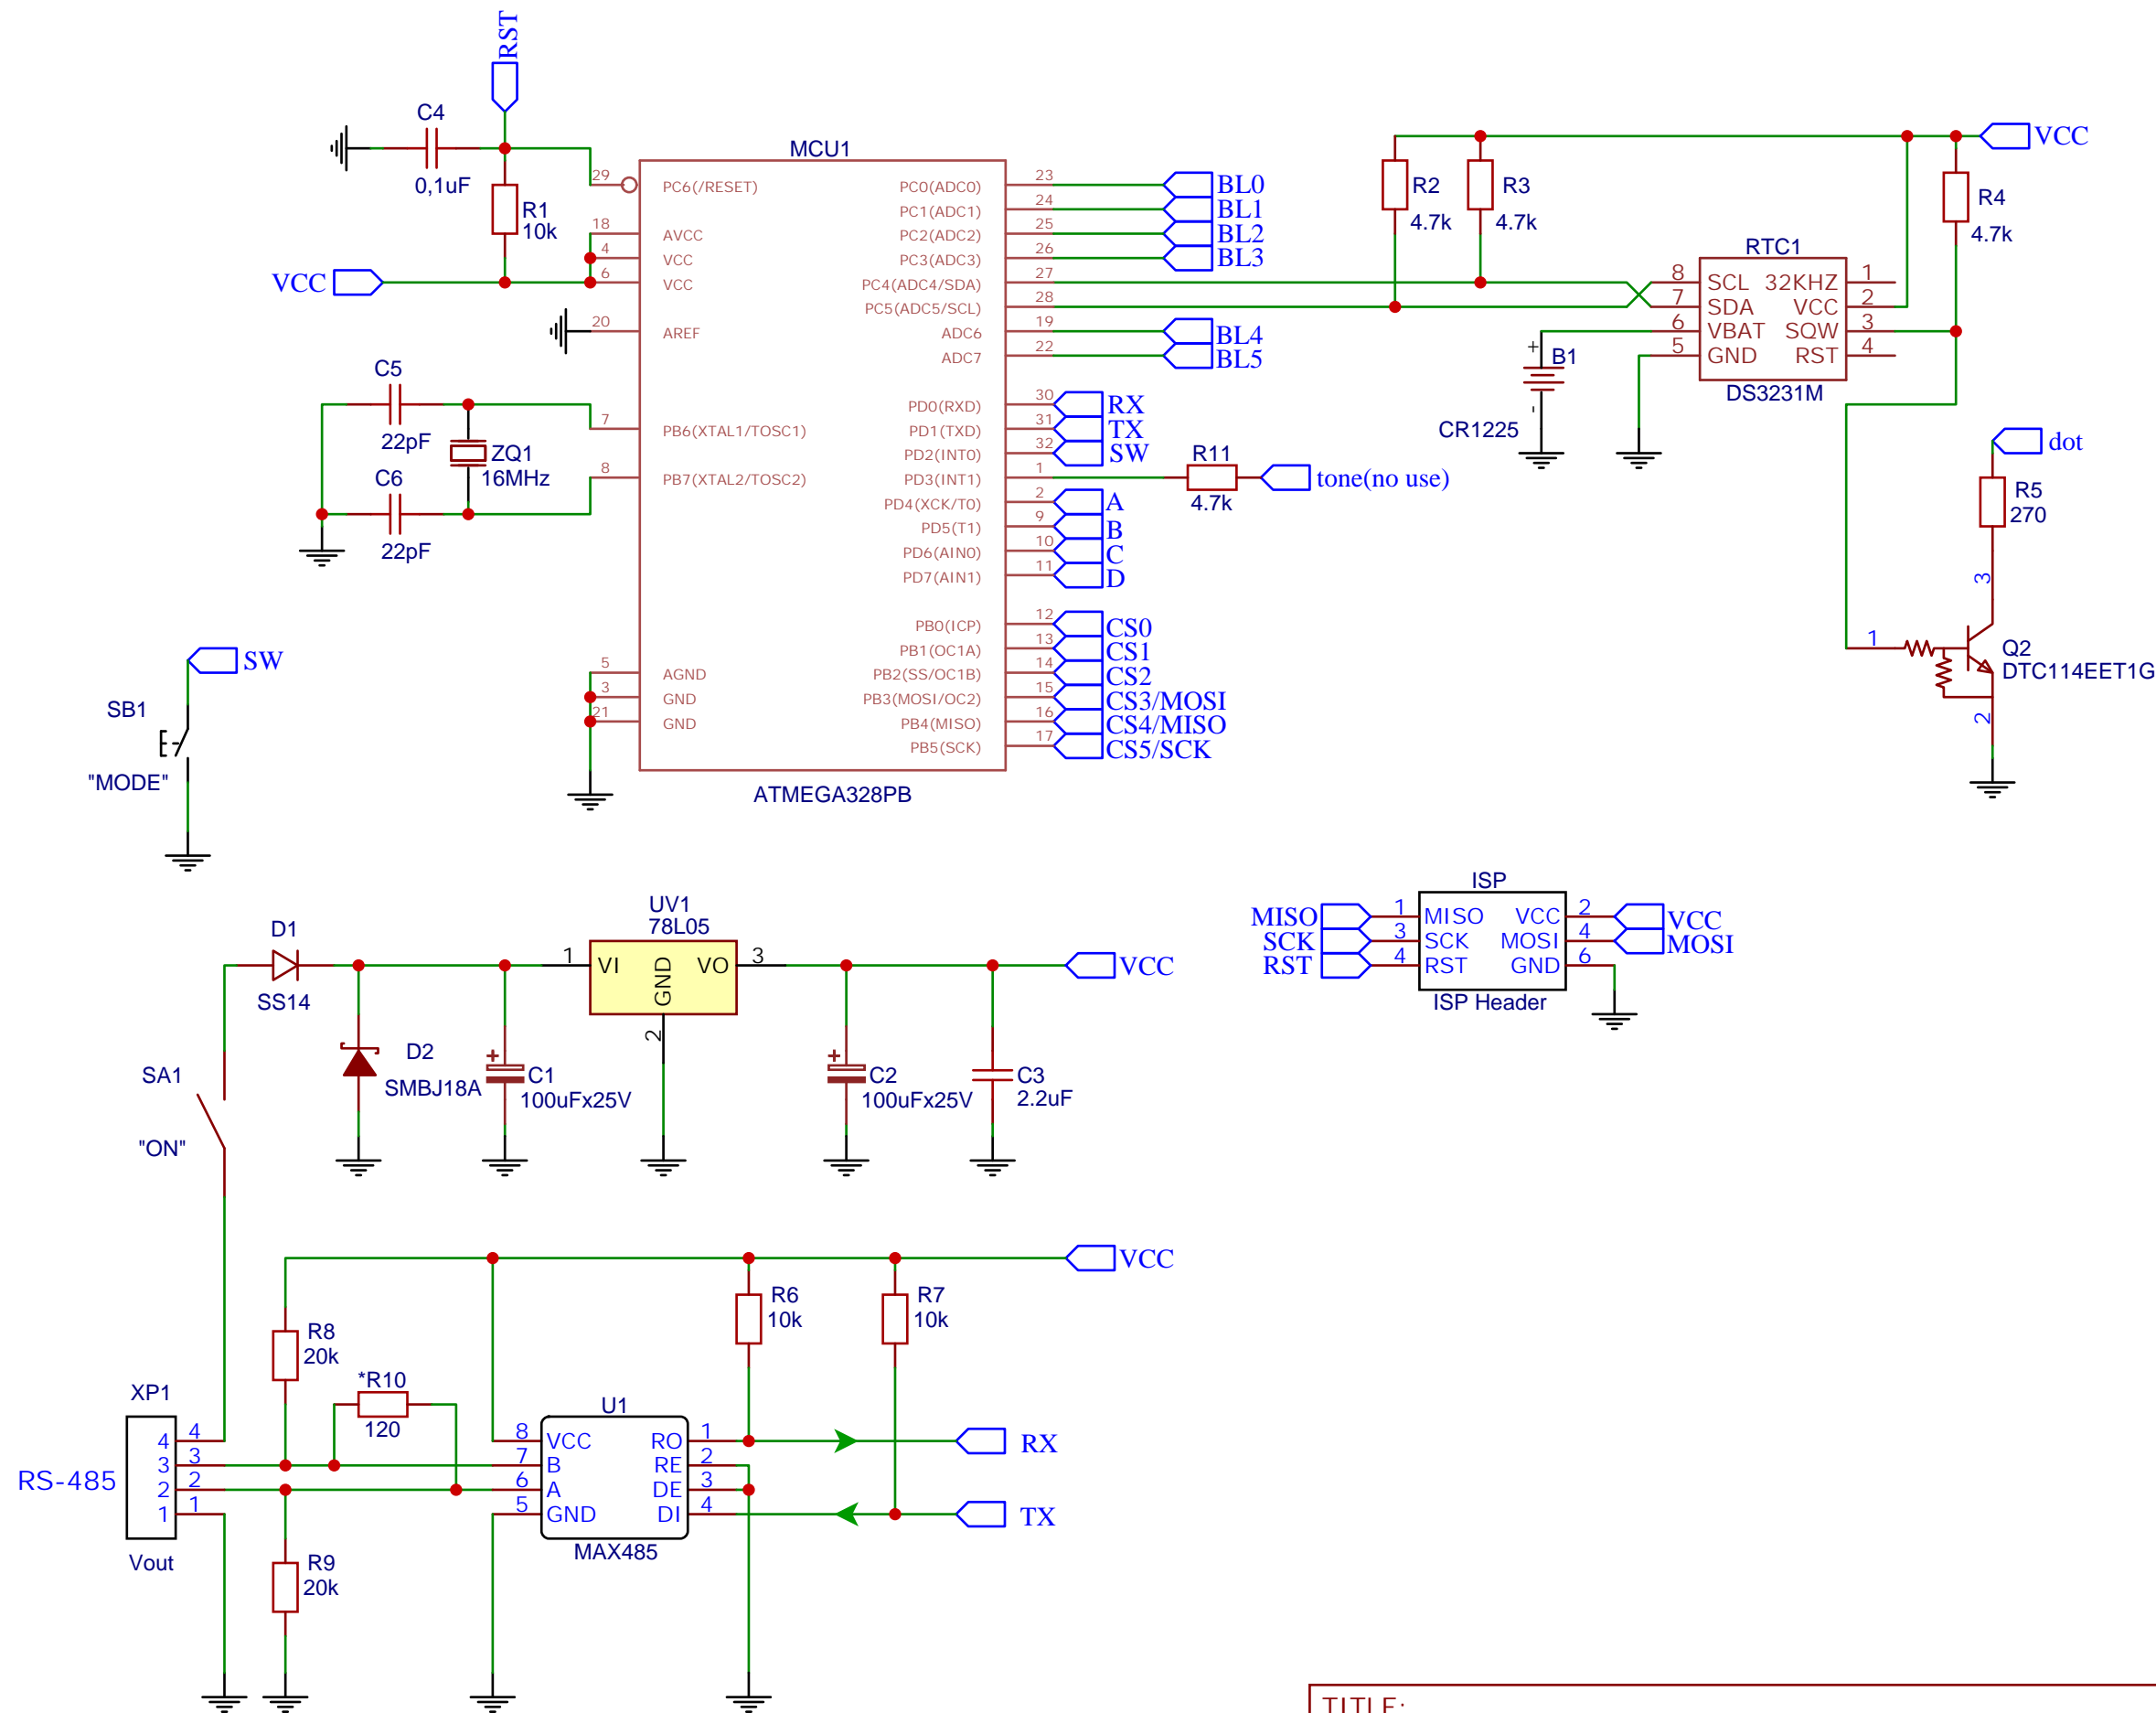 RST
C4
0,1uF
R1
10k
VCC
MCU1
29 PC6(/RESET)
18 AVCC
4 VCC
6 VCC
20 AREF
7 PB6(XTAL1/TOSC1)
8 PB7(XTAL2/TOSC2)
5 AGND
3 GND
21 GND
PC0(ADC0) 23 BL0
PC1(ADC1) 24 BL1
PC2(ADC2) 25 BL2
PC3(ADC3) 26 BL3
PC4(ADC4/SDA) 27
PC5(ADC5/SCL) 28
ADC6 19 BL4
ADC7 22 BL5
PD0(RXD) 30 RX
PD1(TXD) 31 TX
PD2(INT0) 32 SW
PD3(INT1) 1
PD4(XCK/T0) 2 A
PD5(T1) 9 B
PD6(AIN0) 10 C
PD7(AIN1) 11 D
PB0(ICP) 12 CS0
PB1(OC1A) 13 CS1
PB2(SS/OC1B) 14 CS2
PB3(MOSI/OC2) 15 CS3/MOSI
PB4(MISO) 16 CS4/MISO
PB5(SCK) 17 CS5/SCK
ATMEGA328PB
C5
22pF
ZQ1
16MHz
C6
22pF
R11
4.7k
tone(no use)
R2
4.7k
R3
4.7k
VCC
R4
4.7k
RTC1
8 SCL 32KHZ 1
7 SDA VCC 2
6 VBAT SQW 3
5 GND RST 4
DS3231M
+
B1
-
CR1225
dot
R5
270
3
1
Q2
DTC114EET1G
2
SW
SB1
"MODE"
UV1
78L05
1 VI GND VO 3
2
VCC
D1
SS14
D2
SMBJ18A
+
C1
100uFx25V
+
C2
100uFx25V
C3
2.2uF
SA1
"ON"
ISP
MISO 1 MISO VCC 2 VCC
SCK 3 SCK MOSI 4 MOSI
RST 4 RST GND 6
ISP Header
VCC
R6
10k
R7
10k
R8
20k
*R10
120
XP1
4 4
3 3
2 2
1 1
RS-485
Vout
R9
20k
U1
8 VCC RO 1 RX
7 B RE 2
6 A DE 3
5 GND DI 4 TX
MAX485
TITLE: